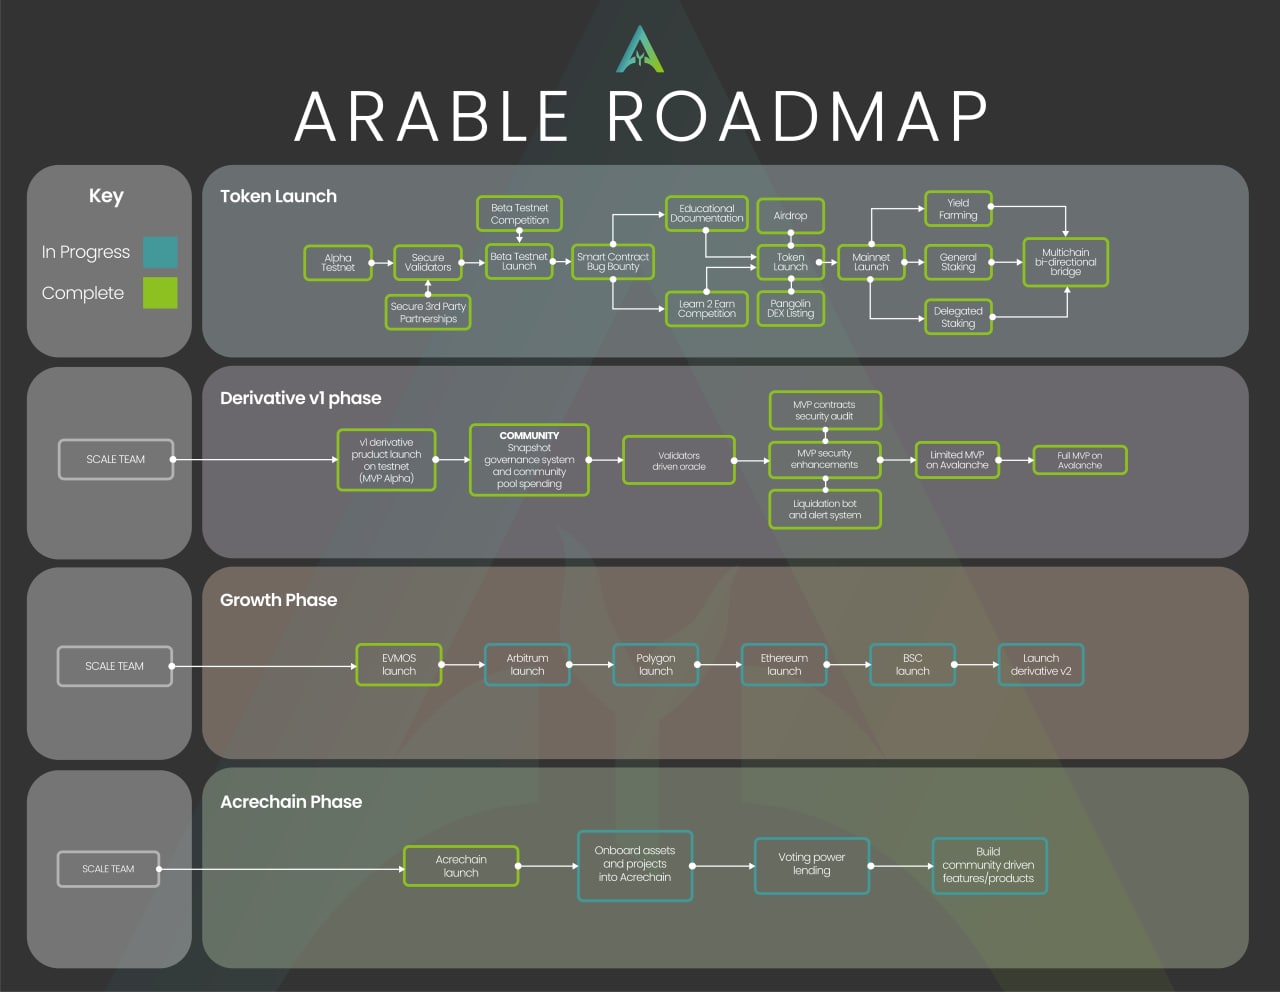 ARABLE ROADMAP
Key
In Progress
Complete
Token Launch
Alpha
Testnet
Secure
Validators
Secure 3rd Party
Partnerships
Beta Testnet
Competition
Beta Testnet
Launch
Smart Contract
Bug Bounty
Educational
Documentation
Learn 2 Earn
Competition
Airdrop
Token
Launch
Pangolin
DEX Listing
Mainnet
Launch
Yield
Farming
General
Staking
Delegated
Staking
Multichain
bi-directional
bridge
SCALE TEAM
Derivative v1 phase
v1 derivative
product launch
on testnet
(MVP Alpha)
COMMUNITY
Snapshot
governance system
and community
pool spending
Validators
driven oracle
MVP contracts
security audit
MVP security
enhancements
Liquidation bot
and alert system
Limited MVP
on Avalanche
Full MVP on
Avalanche
SCALE TEAM
Growth Phase
EVMOS
launch
Arbitrum
launch
Polygon
launch
Ethereum
launch
BSC
launch
Launch
derivative v2
SCALE TEAM
Acrechain Phase
Acrechain
launch
Onboard assets
and projects
into Acrechain
Voting power
lending
Build
community driven
features/products